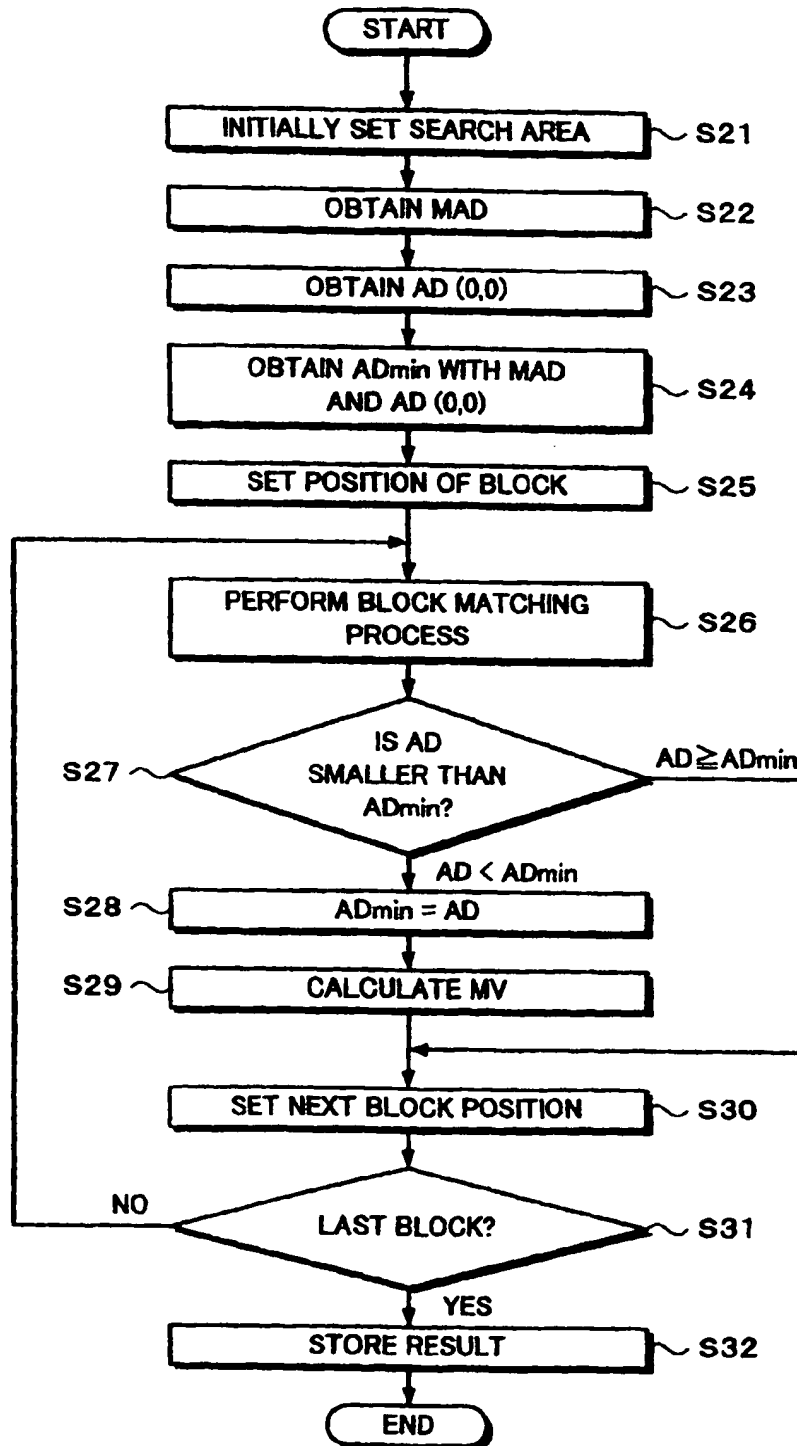 START
INITIALLY SET SEARCH AREA
S21
OBTAIN MAD
S22
OBTAIN AD (0,0)
S23
OBTAIN ADmin WITH MAD
AND AD (0,0)
S24
SET POSITION OF BLOCK
S25
PERFORM BLOCK MATCHING
PROCESS
S26
IS AD
SMALLER THAN
ADmin?
S27
AD≧ADmin
AD < ADmin
S28
ADmin = AD
S29
CALCULATE MV
SET NEXT BLOCK POSITION
S30
NO
LAST BLOCK?
S31
YES
STORE RESULT
S32
END